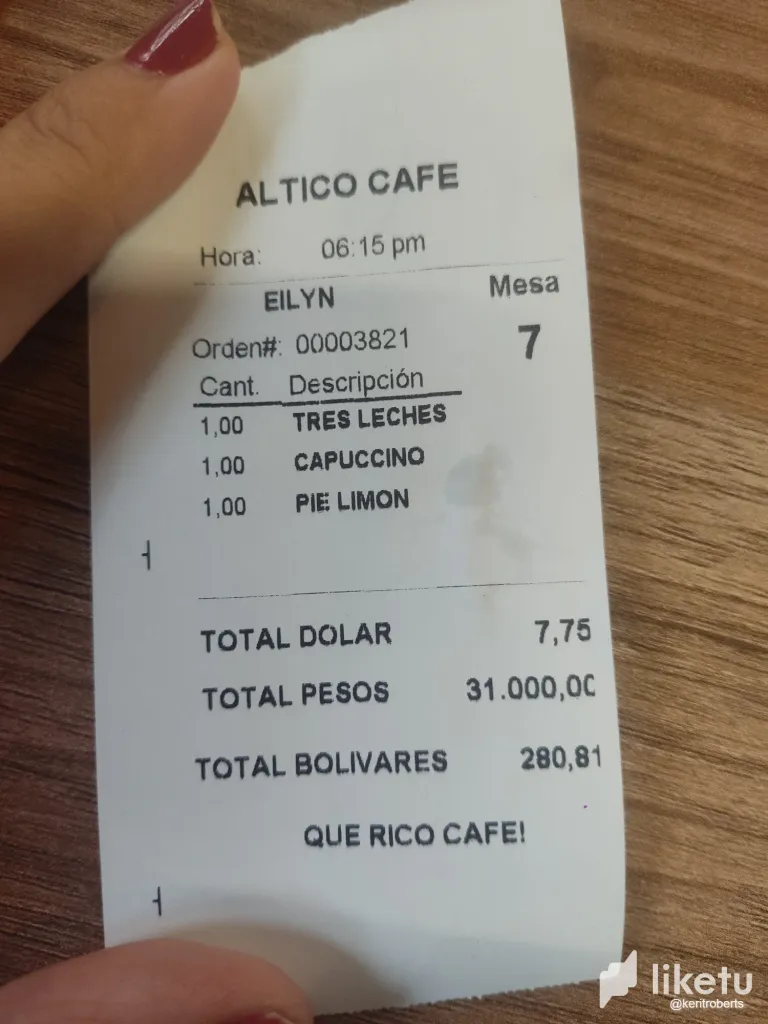 ALTICO CAFE
Hora: 06:15 pm
EILYN Mesa
Orden#: 00003821 7
Cant. Descripción
1,00 TRES LECHES
1,00 CAPUCCINO
1,00 PIE LIMON
TOTAL DOLAR 7,75
TOTAL PESOS 31.000,00
TOTAL BOLIVARES 280,81
QUE RICO CAFE!
liketu
@keritroberts